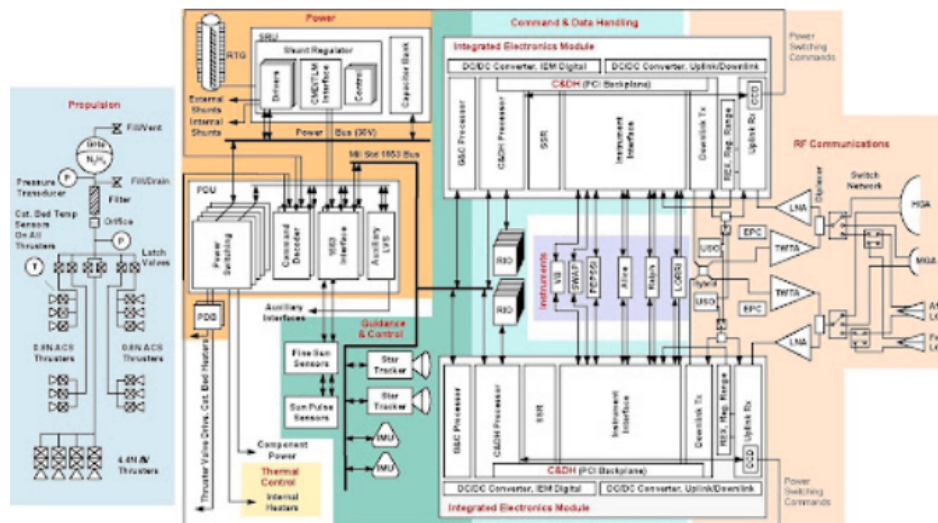 Propulsion
Fill/Vent
N₂H₄
Pressure
Transducer
P
Fill/Drain
Filter
Cat. Bed Temp
Sensors
On All
Thrusters
Orifice
P
T
Latch
Valves
0.8N ACS
Thrusters
0.8N ACS
Thrusters
4.4N ΔV
Thrusters
Power
RTG
SRU
Shunt Regulator
Drivers
CMD/TLM
Interface
Control
Capacitor Bank
External
Shunts
Internal
Shunts
Power Bus (30V)
Mil Std 1553 Bus
PDU
Power
Switching
Command
Decoder
1553
Interface
Auxiliary
LVS
PDB
Auxiliary
Interfaces
Thruster Valve Drive, Cat. Bed Heaters
Guidance
& Control
Fine Sun
Sensors
Sun Pulse
Sensors
Star
Tracker
Star
Tracker
IMU
IMU
Component
Power
Thermal
Control
Internal
Heaters
Command & Data Handling
Integrated Electronics Module
DC/DC Converter, IEM Digital
DC/DC Converter, Uplink/Downlink
C&DH (PCI Backplane)
G&C Processor
C&DH Processor
SSR
Instrument
Interface
Downlink Tx
REX, Reg. Range
Uplink Rx
CCD
Power
Switching
Commands
RIO
RIO
Instruments
SWAP
PEPSSI
Alice
Ralph
LORRI
RF Communications
Switch
Network
Diplexer
LNA
HGA
USO
EPC
TWTA
MGA
Hybrid
USO
EPC
TWTA
LNA
G&C Processor
C&DH Processor
SSR
Instrument
Interface
Downlink Tx
REX, Reg. Range
Uplink Rx
CCD
C&DH (PCI Backplane)
DC/DC Converter, IEM Digital
DC/DC Converter, Uplink/Downlink
Integrated Electronics Module
Power
Switching
Commands